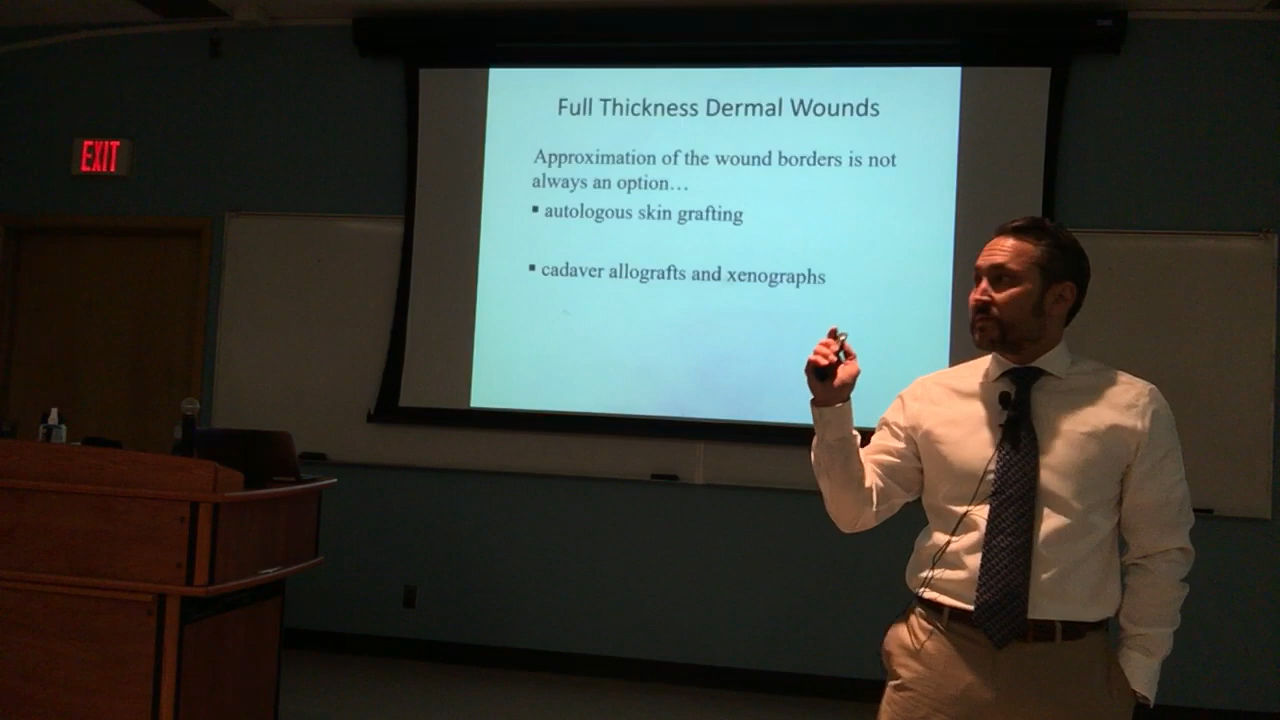 EXIT
Full Thickness Dermal Wounds
Approximation of the wound borders is not
always an option…
▪ autologous skin grafting
▪ cadaver allografts and xenographs